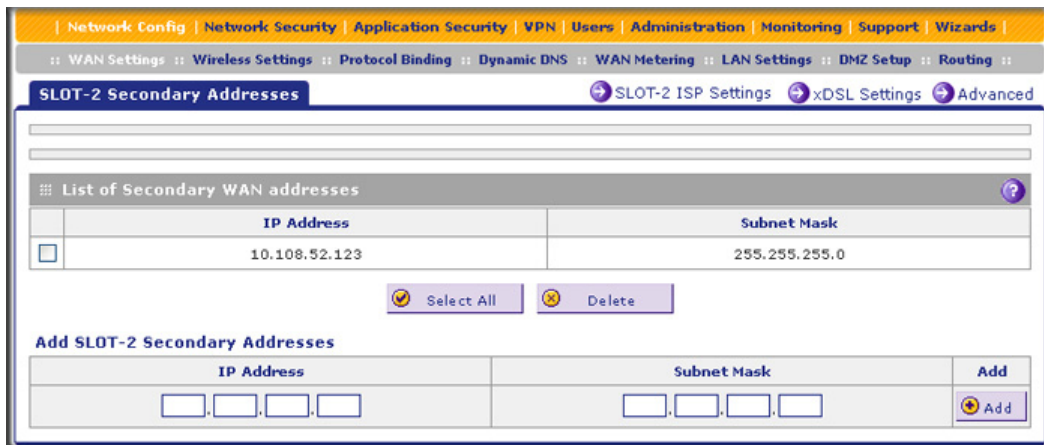 | Network Config | Network Security | Application Security | VPN | Users | Administration | Monitoring | Support | Wizards |
:: WAN Settings :: Wireless Settings :: Protocol Binding :: Dynamic DNS :: WAN Metering :: LAN Settings :: DMZ Setup :: Routing ::
SLOT-2 Secondary Addresses SLOT-2 ISP Settings xDSL Settings Advanced
List of Secondary WAN addresses ?
IP Address Subnet Mask
10.108.52.123 255.255.255.0
Select All Delete
Add SLOT-2 Secondary Addresses
IP Address Subnet Mask Add
. . . . . . Add